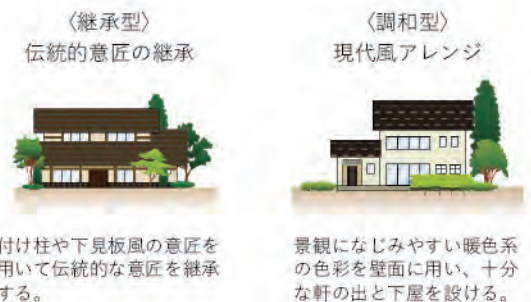 〈継承型〉
伝統的意匠の継承
付け柱や下見板風の意匠を
用いて伝統的な意匠を継承
する。
〈調和型〉
現代風アレンジ
景観になじみやすい暖色系
の色彩を壁面に用い、十分
な軒の出と下屋を設ける。